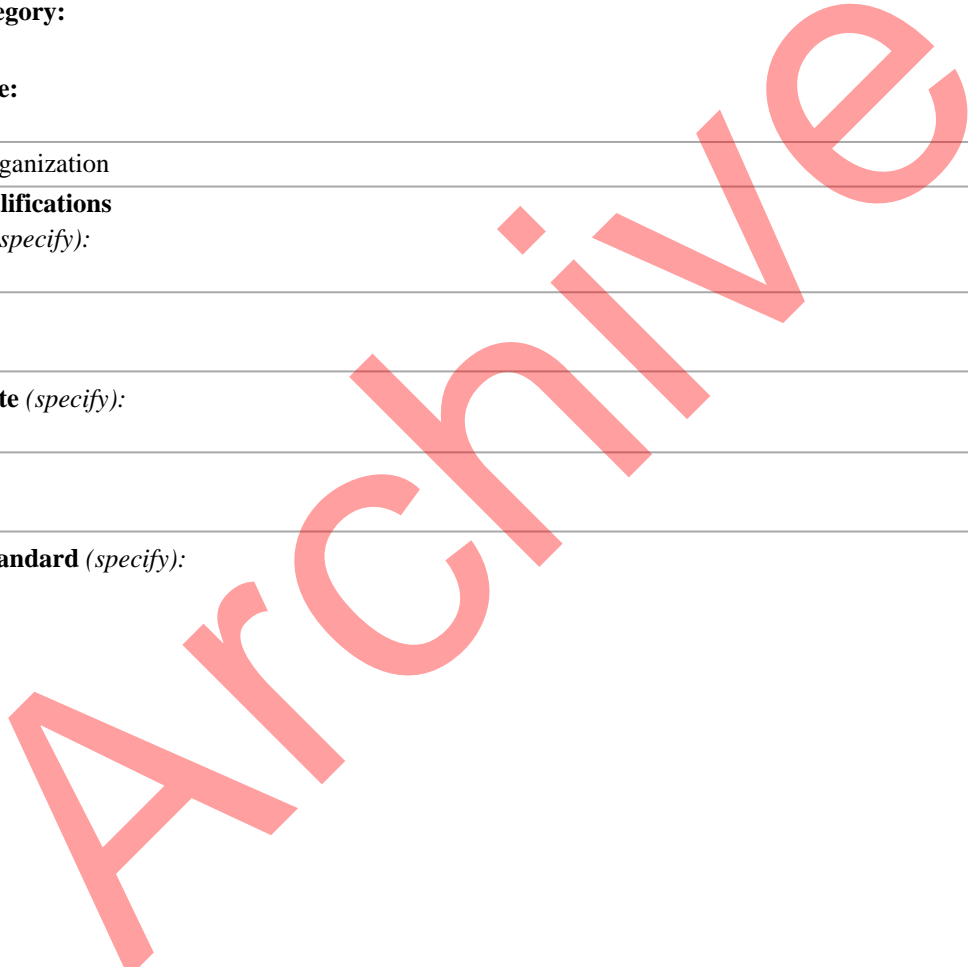 egory:
e:
ganization
lifications
specify):
te (specify):
andard (specify):
Archive